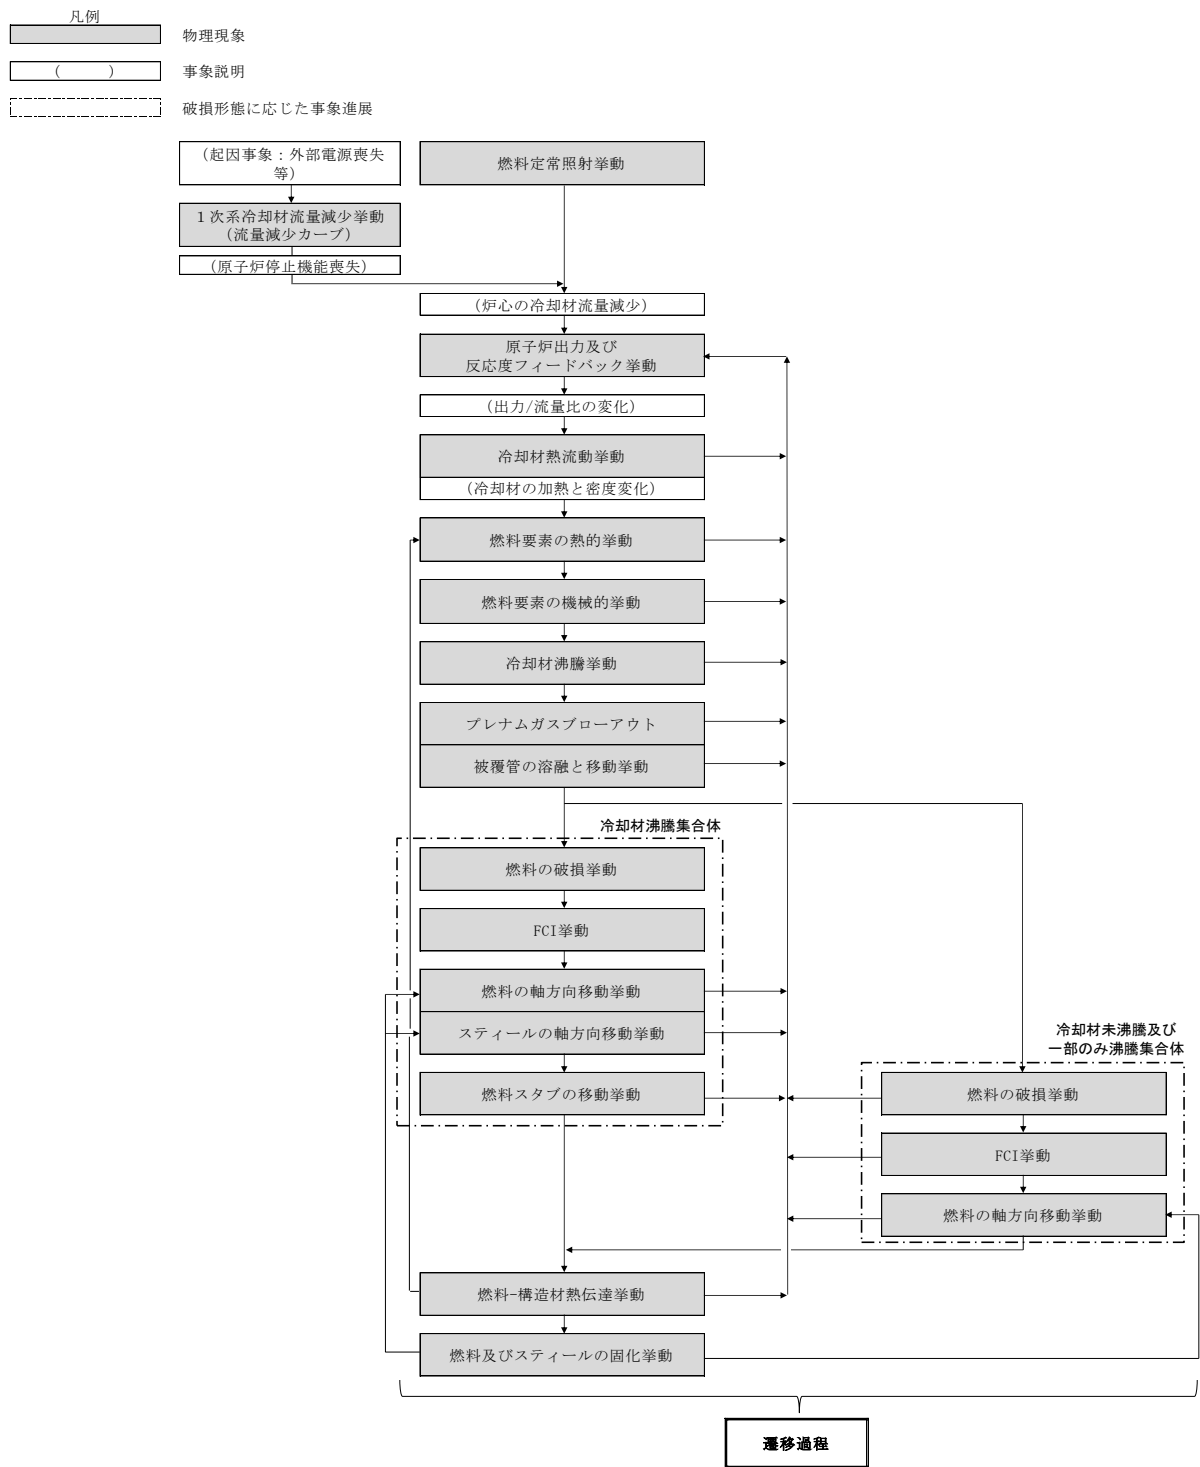 凡例
物理現象
(　　　) 事象説明
破損形態に応じた事象進展
(起因事象：外部電源喪失
等)
燃料定常照射挙動
１次系冷却材流量減少挙動
(流量減少カーブ)
(原子炉停止機能喪失)
(炉心の冷却材流量減少)
原子炉出力及び
反応度フィードバック挙動
(出力/流量比の変化)
冷却材熱流動挙動
(冷却材の加熱と密度変化)
燃料要素の熱的挙動
燃料要素の機械的挙動
冷却材沸騰挙動
プレナムガスブローアウト
被覆管の溶融と移動挙動
冷却材沸騰集合体
燃料の破損挙動
FCI挙動
燃料の軸方向移動挙動
スティールの軸方向移動挙動
燃料スタブの移動挙動
冷却材未沸騰及び
一部のみ沸騰集合体
燃料の破損挙動
FCI挙動
燃料の軸方向移動挙動
燃料-構造材熱伝達挙動
燃料及びスティールの固化挙動
遷移過程